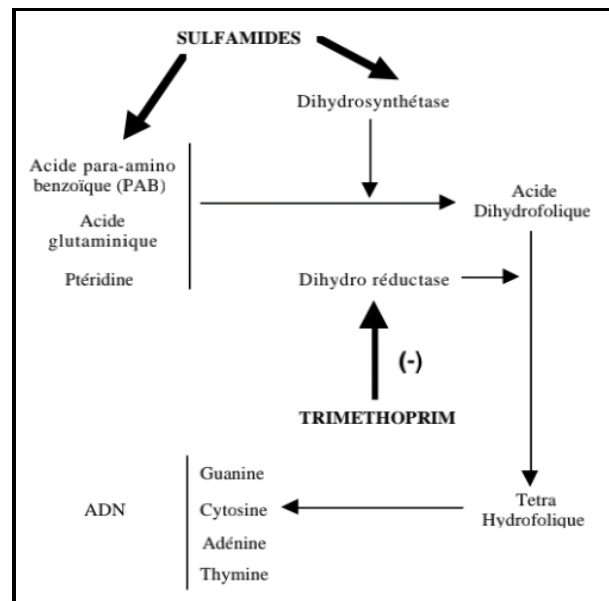 SULFAMIDES
Dihydrosynthétase
Acide para-amino
benzoïque (PAB)
Acide
glutaminique
Ptéridine
Acide
Dihydrofolique
Dihydro réductase
(-)
TRIMETHOPRIM
ADN
Guanine
Cytosine
Adénine
Thymine
Tetra
Hydrofolique